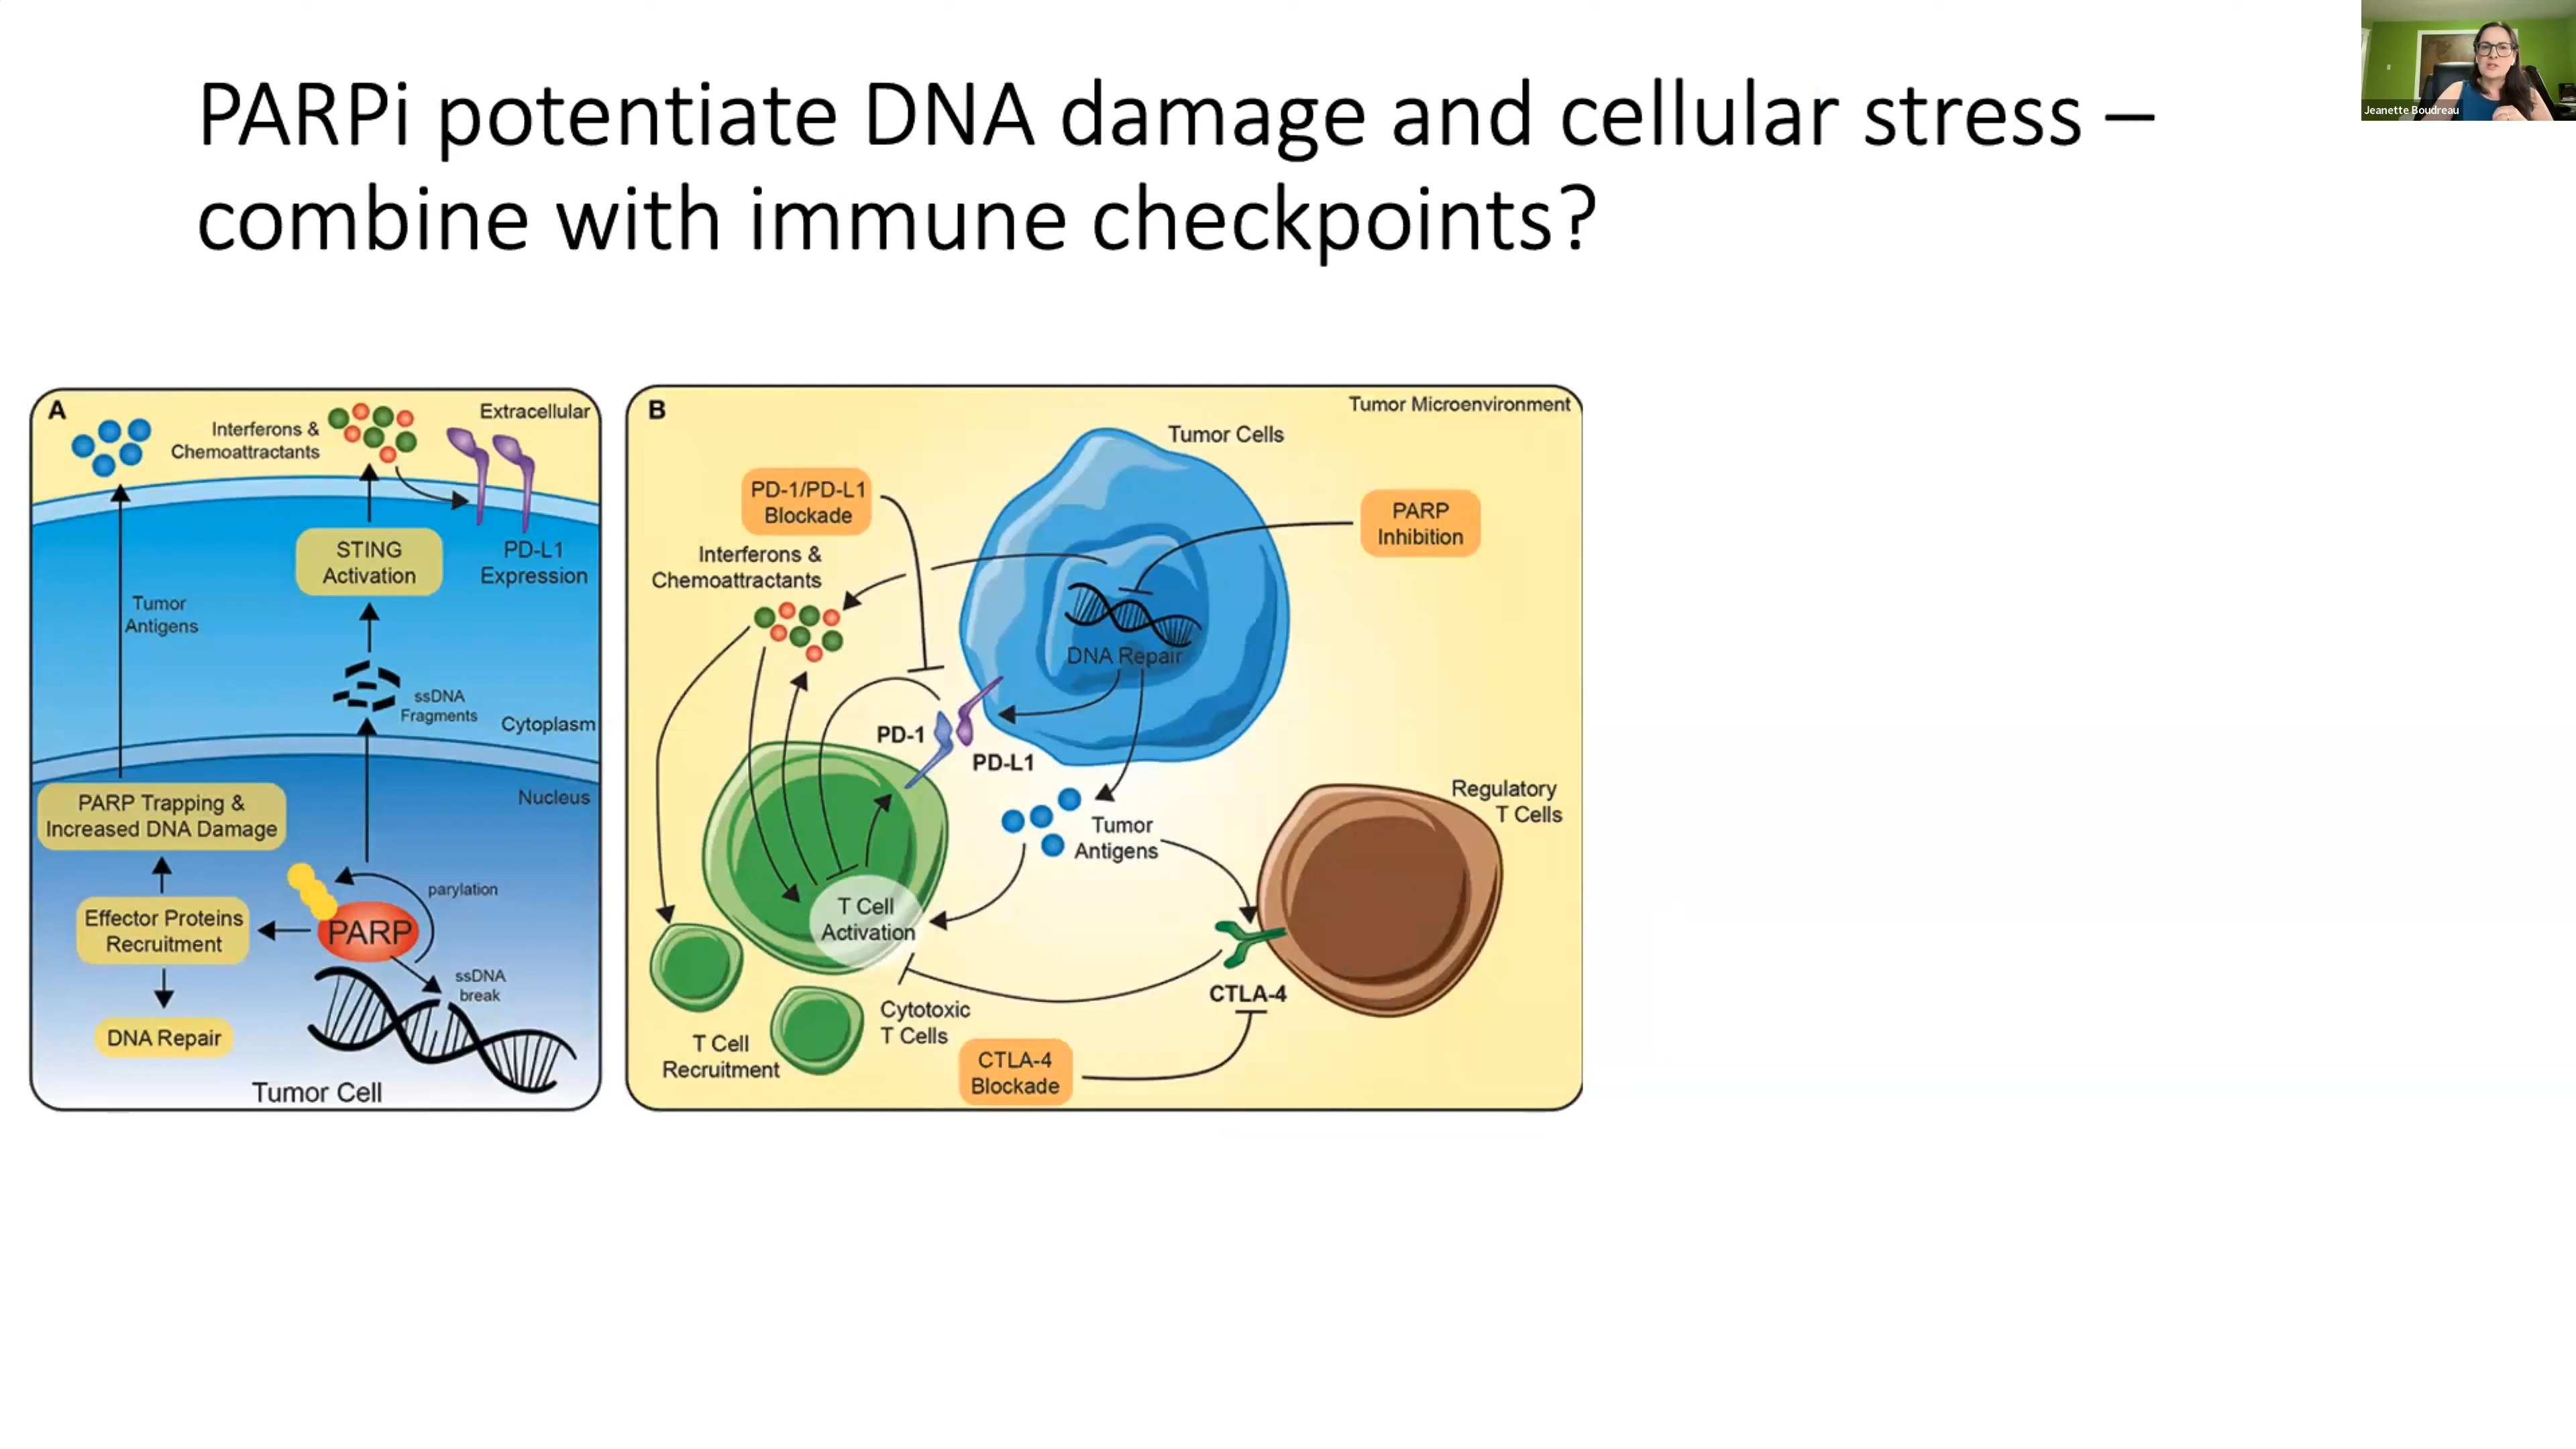 PARPi potentiate DNA damage and cellular stress –
combine with immune checkpoints?
Jeanette Boudreau
A
Interferons &
Chemoattractants
Extracellular
STING
Activation
PD-L1
Expression
Tumor
Antigens
ssDNA
Fragments
Cytoplasm
Nucleus
PARP Trapping &
Increased DNA Damage
parylation
Effector Proteins
Recruitment
PARP
ssDNA
break
DNA Repair
Tumor Cell
B
Tumor Microenvironment
Tumor Cells
PD-1/PD-L1
Blockade
PARP
Inhibition
Interferons &
Chemoattractants
DNA Repair
PD-1
PD-L1
Regulatory
T Cells
Tumor
Antigens
T Cell
Activation
CTLA-4
Cytotoxic
T Cells
T Cell
Recruitment
CTLA-4
Blockade